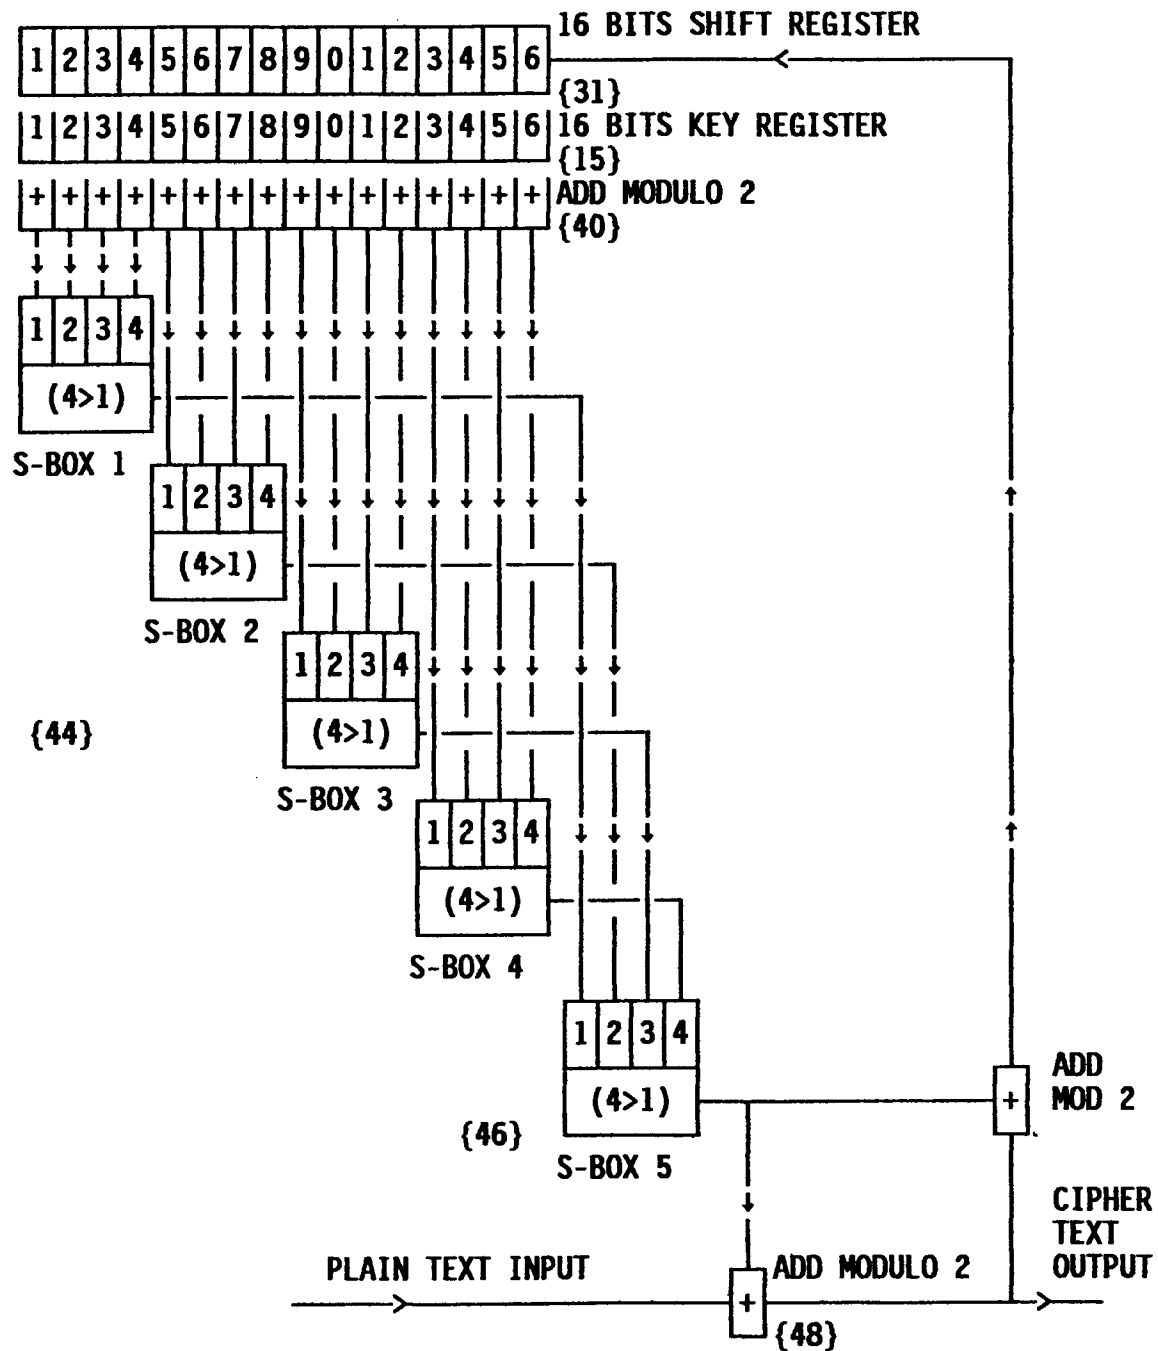 16 BITS SHIFT REGISTER
1 2 3 4 5 6 7 8 9 0 1 2 3 4 5 6
{31}
1 2 3 4 5 6 7 8 9 0 1 2 3 4 5 6 16 BITS KEY REGISTER
{15}
+ + + + + + + + + + + + + + + + ADD MODULO 2
{40}
1 2 3 4
(4>1)
S-BOX 1
1 2 3 4
(4>1)
S-BOX 2
1 2 3 4
(4>1)
{44}
S-BOX 3
1 2 3 4
(4>1)
S-BOX 4
1 2 3 4
(4>1)
{46}
S-BOX 5
+
ADD
MOD 2
CIPHER
TEXT
OUTPUT
PLAIN TEXT INPUT
ADD MODULO 2
+
{48}